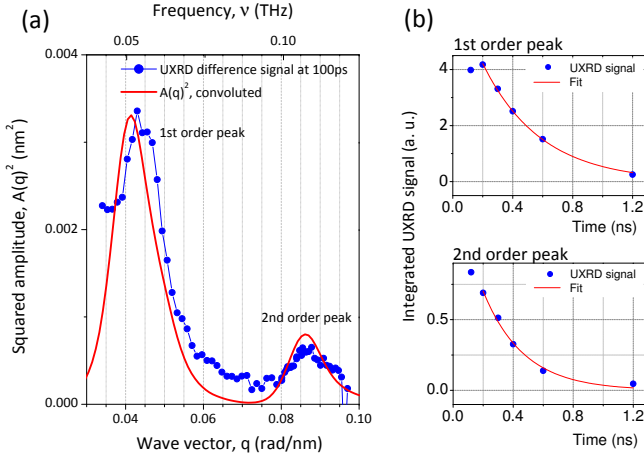 (a)
Frequency, ν (THz)
0.05
0.10
0.004
0.002
0.000
Squared amplitude, A(q)² (nm²)
UXRD difference signal at 100ps
A(q)², convoluted
1st order peak
2nd order peak
0.04
0.06
0.08
0.10
Wave vector, q (rad/nm)
(b)
1st order peak
4
2
0
UXRD signal
Fit
0.0
0.4
0.8
1.2
Time (ns)
Integrated UXRD signal (a. u.)
2nd order peak
0.75
0.00
UXRD signal
Fit
0.0
0.4
0.8
1.2
Time (ns)